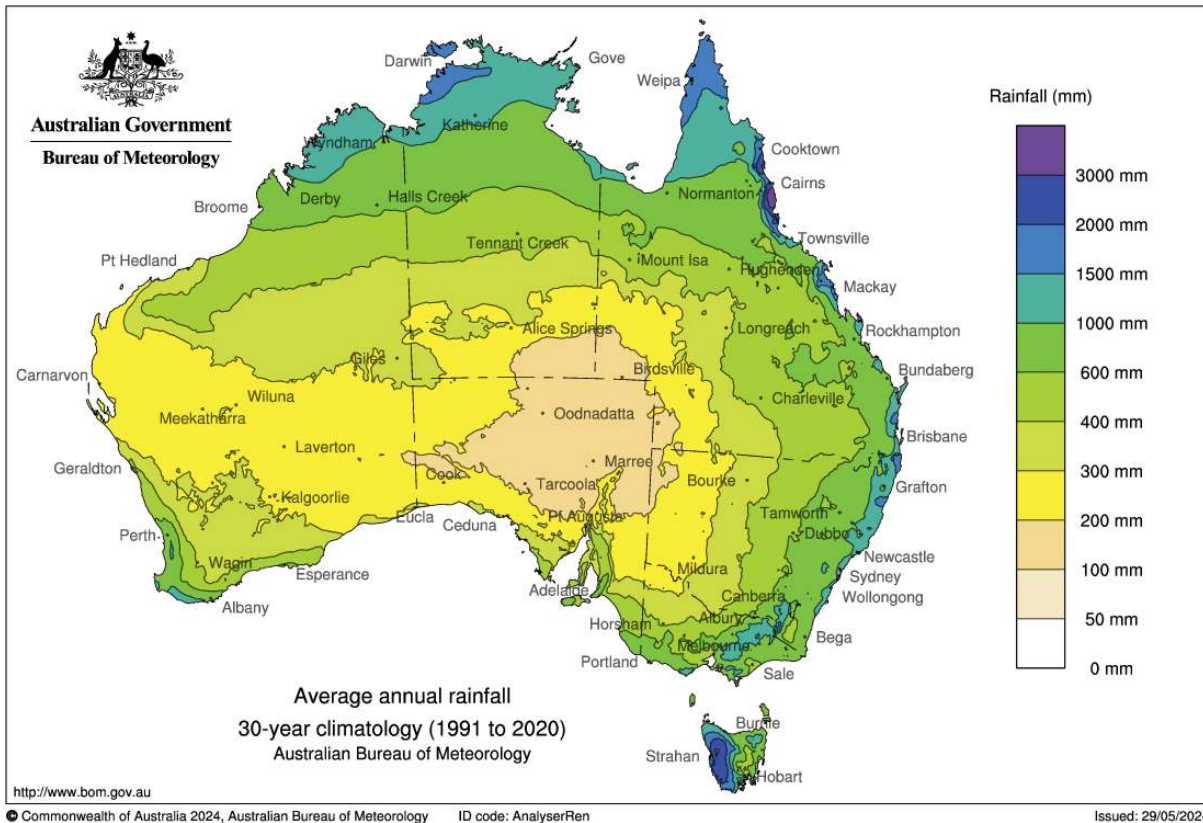 Australian Government
Bureau of Meteorology
Darwin
Gove
Weipa
Katherine
Wyndham
Cooktown
Cairns
Derby
Halls Creek
Normanton
Broome
Townsville
Tennant Creek
Mount Isa
Hughenden
Pt Hedland
Mackay
Alice Springs
Longreach
Rockhampton
Giles
Birdsville
Bundaberg
Carnarvon
Wiluna
Charleville
Meekatharra
Oodnadatta
Brisbane
Laverton
Marree
Geraldton
Cook
Tarcoola
Bourke
Grafton
Kalgoorlie
Eucla
Ceduna
Pt Augusta
Tamworth
Perth
Dubbo
Newcastle
Wagin
Esperance
Mildura
Sydney
Adelaide
Canberra
Wollongong
Albany
Horsham
Albury
Melbourne
Bega
Portland
Sale
Burnie
Strahan
Hobart
Rainfall (mm)
3000 mm
2000 mm
1500 mm
1000 mm
600 mm
400 mm
300 mm
200 mm
100 mm
50 mm
0 mm
Average annual rainfall
30-year climatology (1991 to 2020)
Australian Bureau of Meteorology
http://www.bom.gov.au
© Commonwealth of Australia 2024, Australian Bureau of Meteorology ID code: AnalyserRen Issued: 29/05/202